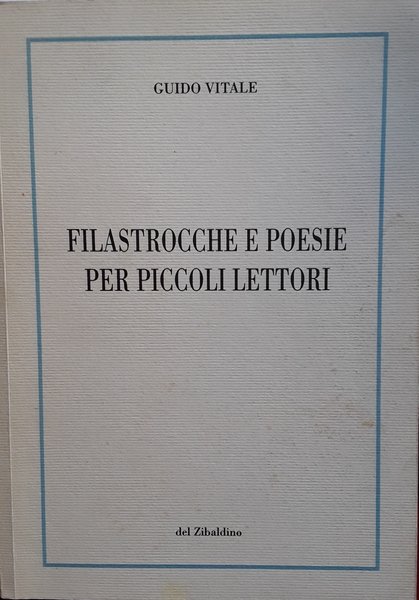 GUIDO VITALE
FILASTROCCHE E POESIE
PER PICCOLI LETTORI
del Zibaldino